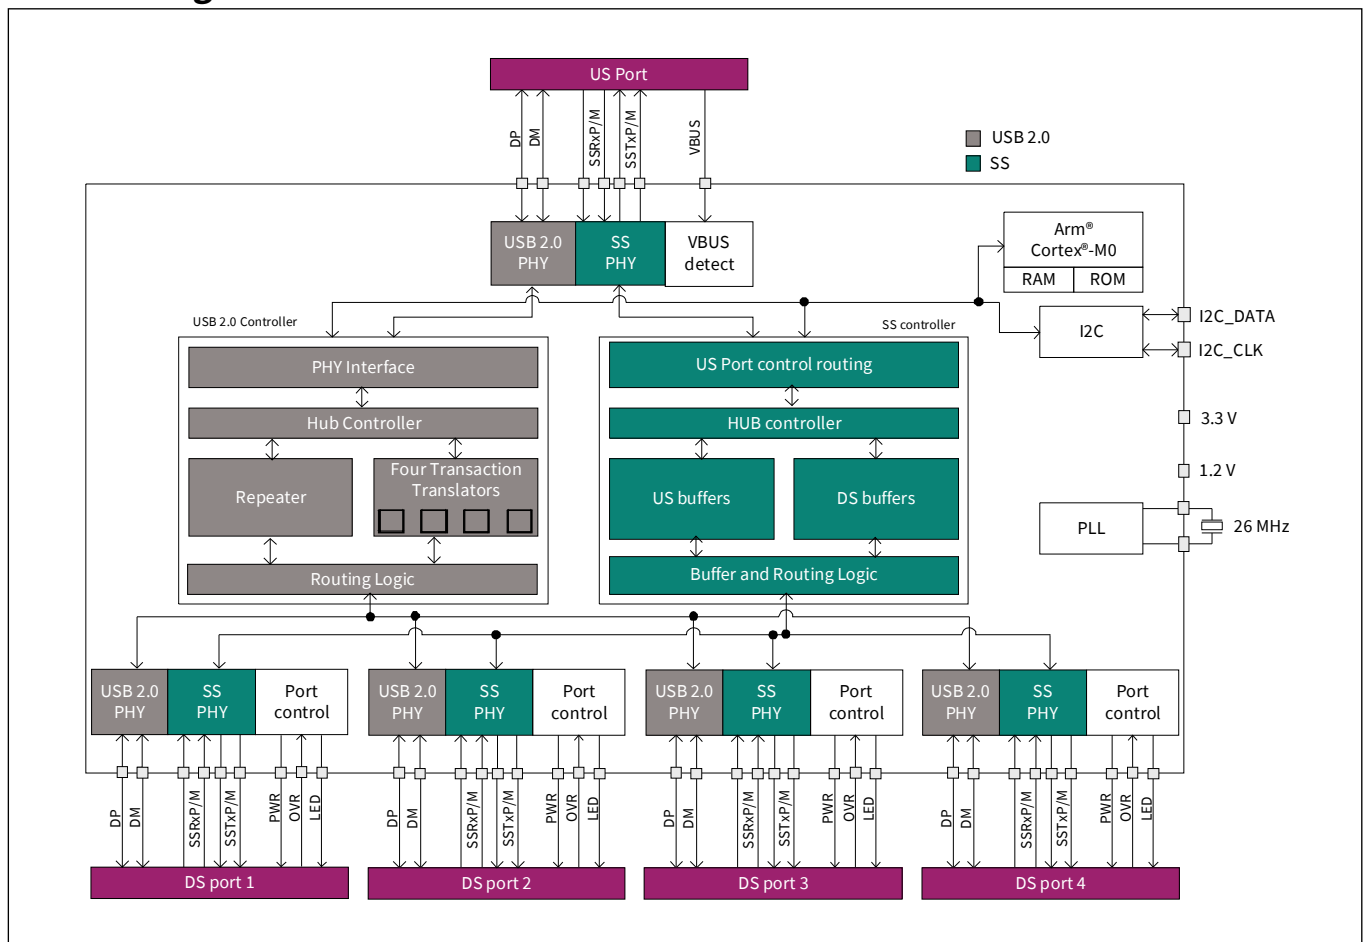 US Port
DP
DM
SSRxP/M
SSTxP/M
VBUS
USB 2.0
SS
USB 2.0
PHY
SS
PHY
VBUS
detect
Arm®
Cortex®-M0
RAM
ROM
USB 2.0 Controller
SS controller
I2C
I2C_DATA
I2C_CLK
PHY Interface
US Port control routing
Hub Controller
HUB controller
3.3 V
Repeater
Four Transaction
Translators
US buffers
DS buffers
1.2 V
PLL
26 MHz
Routing Logic
Buffer and Routing Logic
USB 2.0
PHY
SS
PHY
Port
control
USB 2.0
PHY
SS
PHY
Port
control
USB 2.0
PHY
SS
PHY
Port
control
USB 2.0
PHY
SS
PHY
Port
control
DP
DM
SSRxP/M
SSTxP/M
PWR
OVR
LED
DP
DM
SSRxP/M
SSTxP/M
PWR
OVR
LED
DP
DM
SSRxP/M
SSTxP/M
PWR
OVR
LED
DP
DM
SSRxP/M
SSTxP/M
PWR
OVR
LED
DS port 1
DS port 2
DS port 3
DS port 4